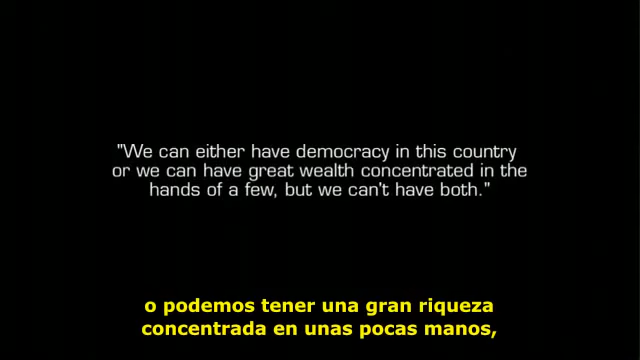 "We can either have democracy in this country
or we can have great wealth concentrated in the
hands of a few, but we can't have both."
o podemos tener una gran riqueza
concentrada en unas pocas manos,